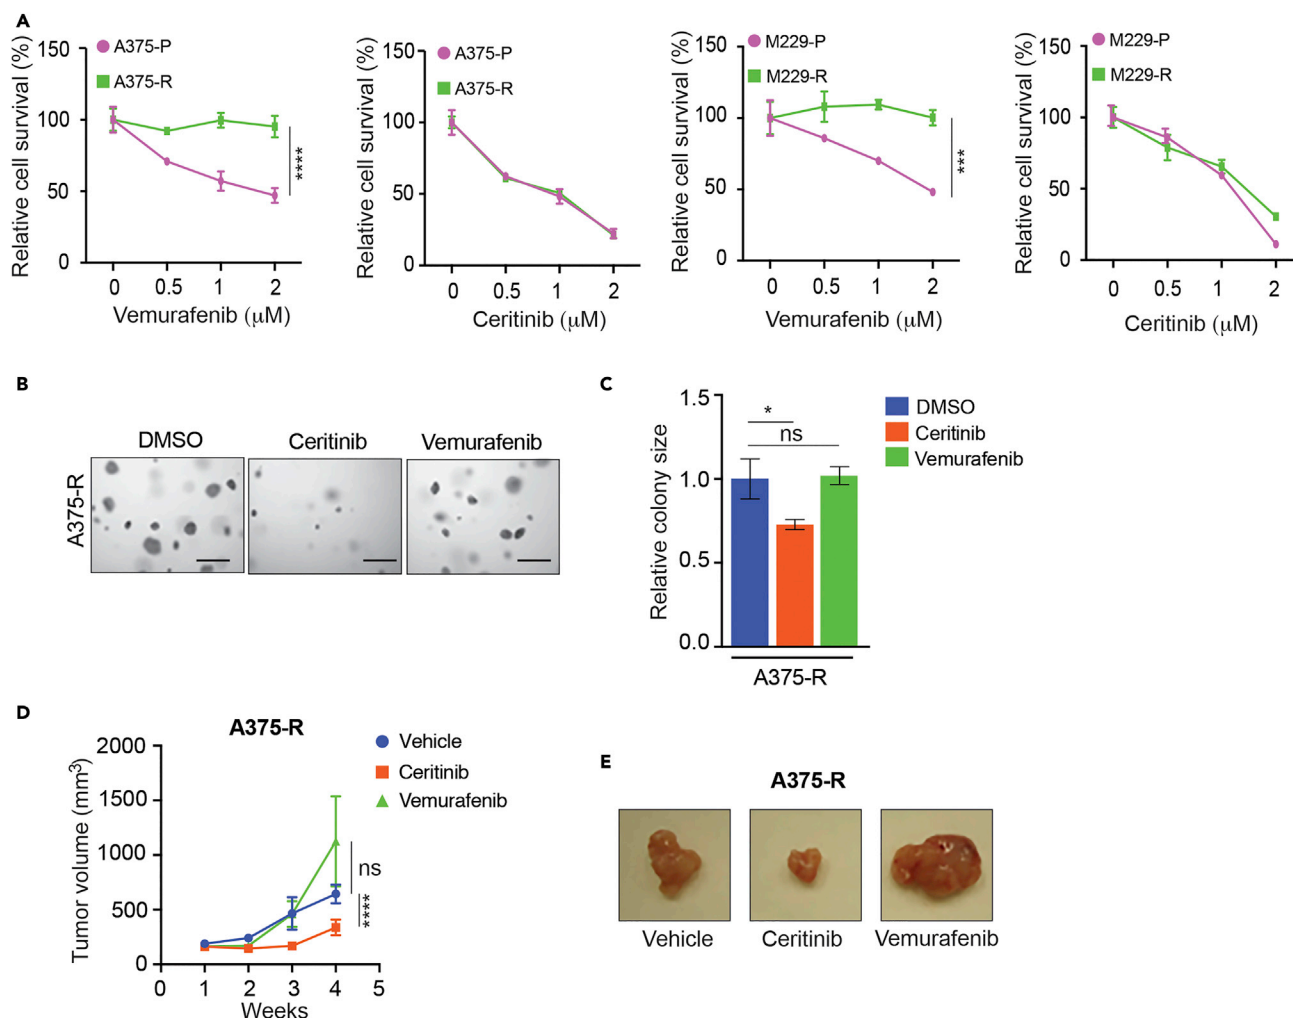 A
Relative cell survival (%)
150
100
50
0
A375-P
A375-R
****
0 0.5 1 2
Vemurafenib (μM)
Relative cell survival (%)
150
100
50
0
A375-P
A375-R
0 0.5 1 2
Ceritinib (μM)
Relative cell survival (%)
150
100
50
0
M229-P
M229-R
***
0 0.5 1 2
Vemurafenib (μM)
Relative cell survival (%)
150
100
50
0
M229-P
M229-R
0 0.5 1 2
Ceritinib (μM)
B
DMSO Ceritinib Vemurafenib
A375-R
C
Relative colony size
1.5
1.0
0.5
0.0
*
ns
DMSO
Ceritinib
Vemurafenib
A375-R
D
A375-R
Tumor volume (mm³)
2000
1500
1000
500
0
Vehicle
Ceritinib
Vemurafenib
ns
****
0 1 2 3 4 5
Weeks
E
A375-R
Vehicle Ceritinib Vemurafenib